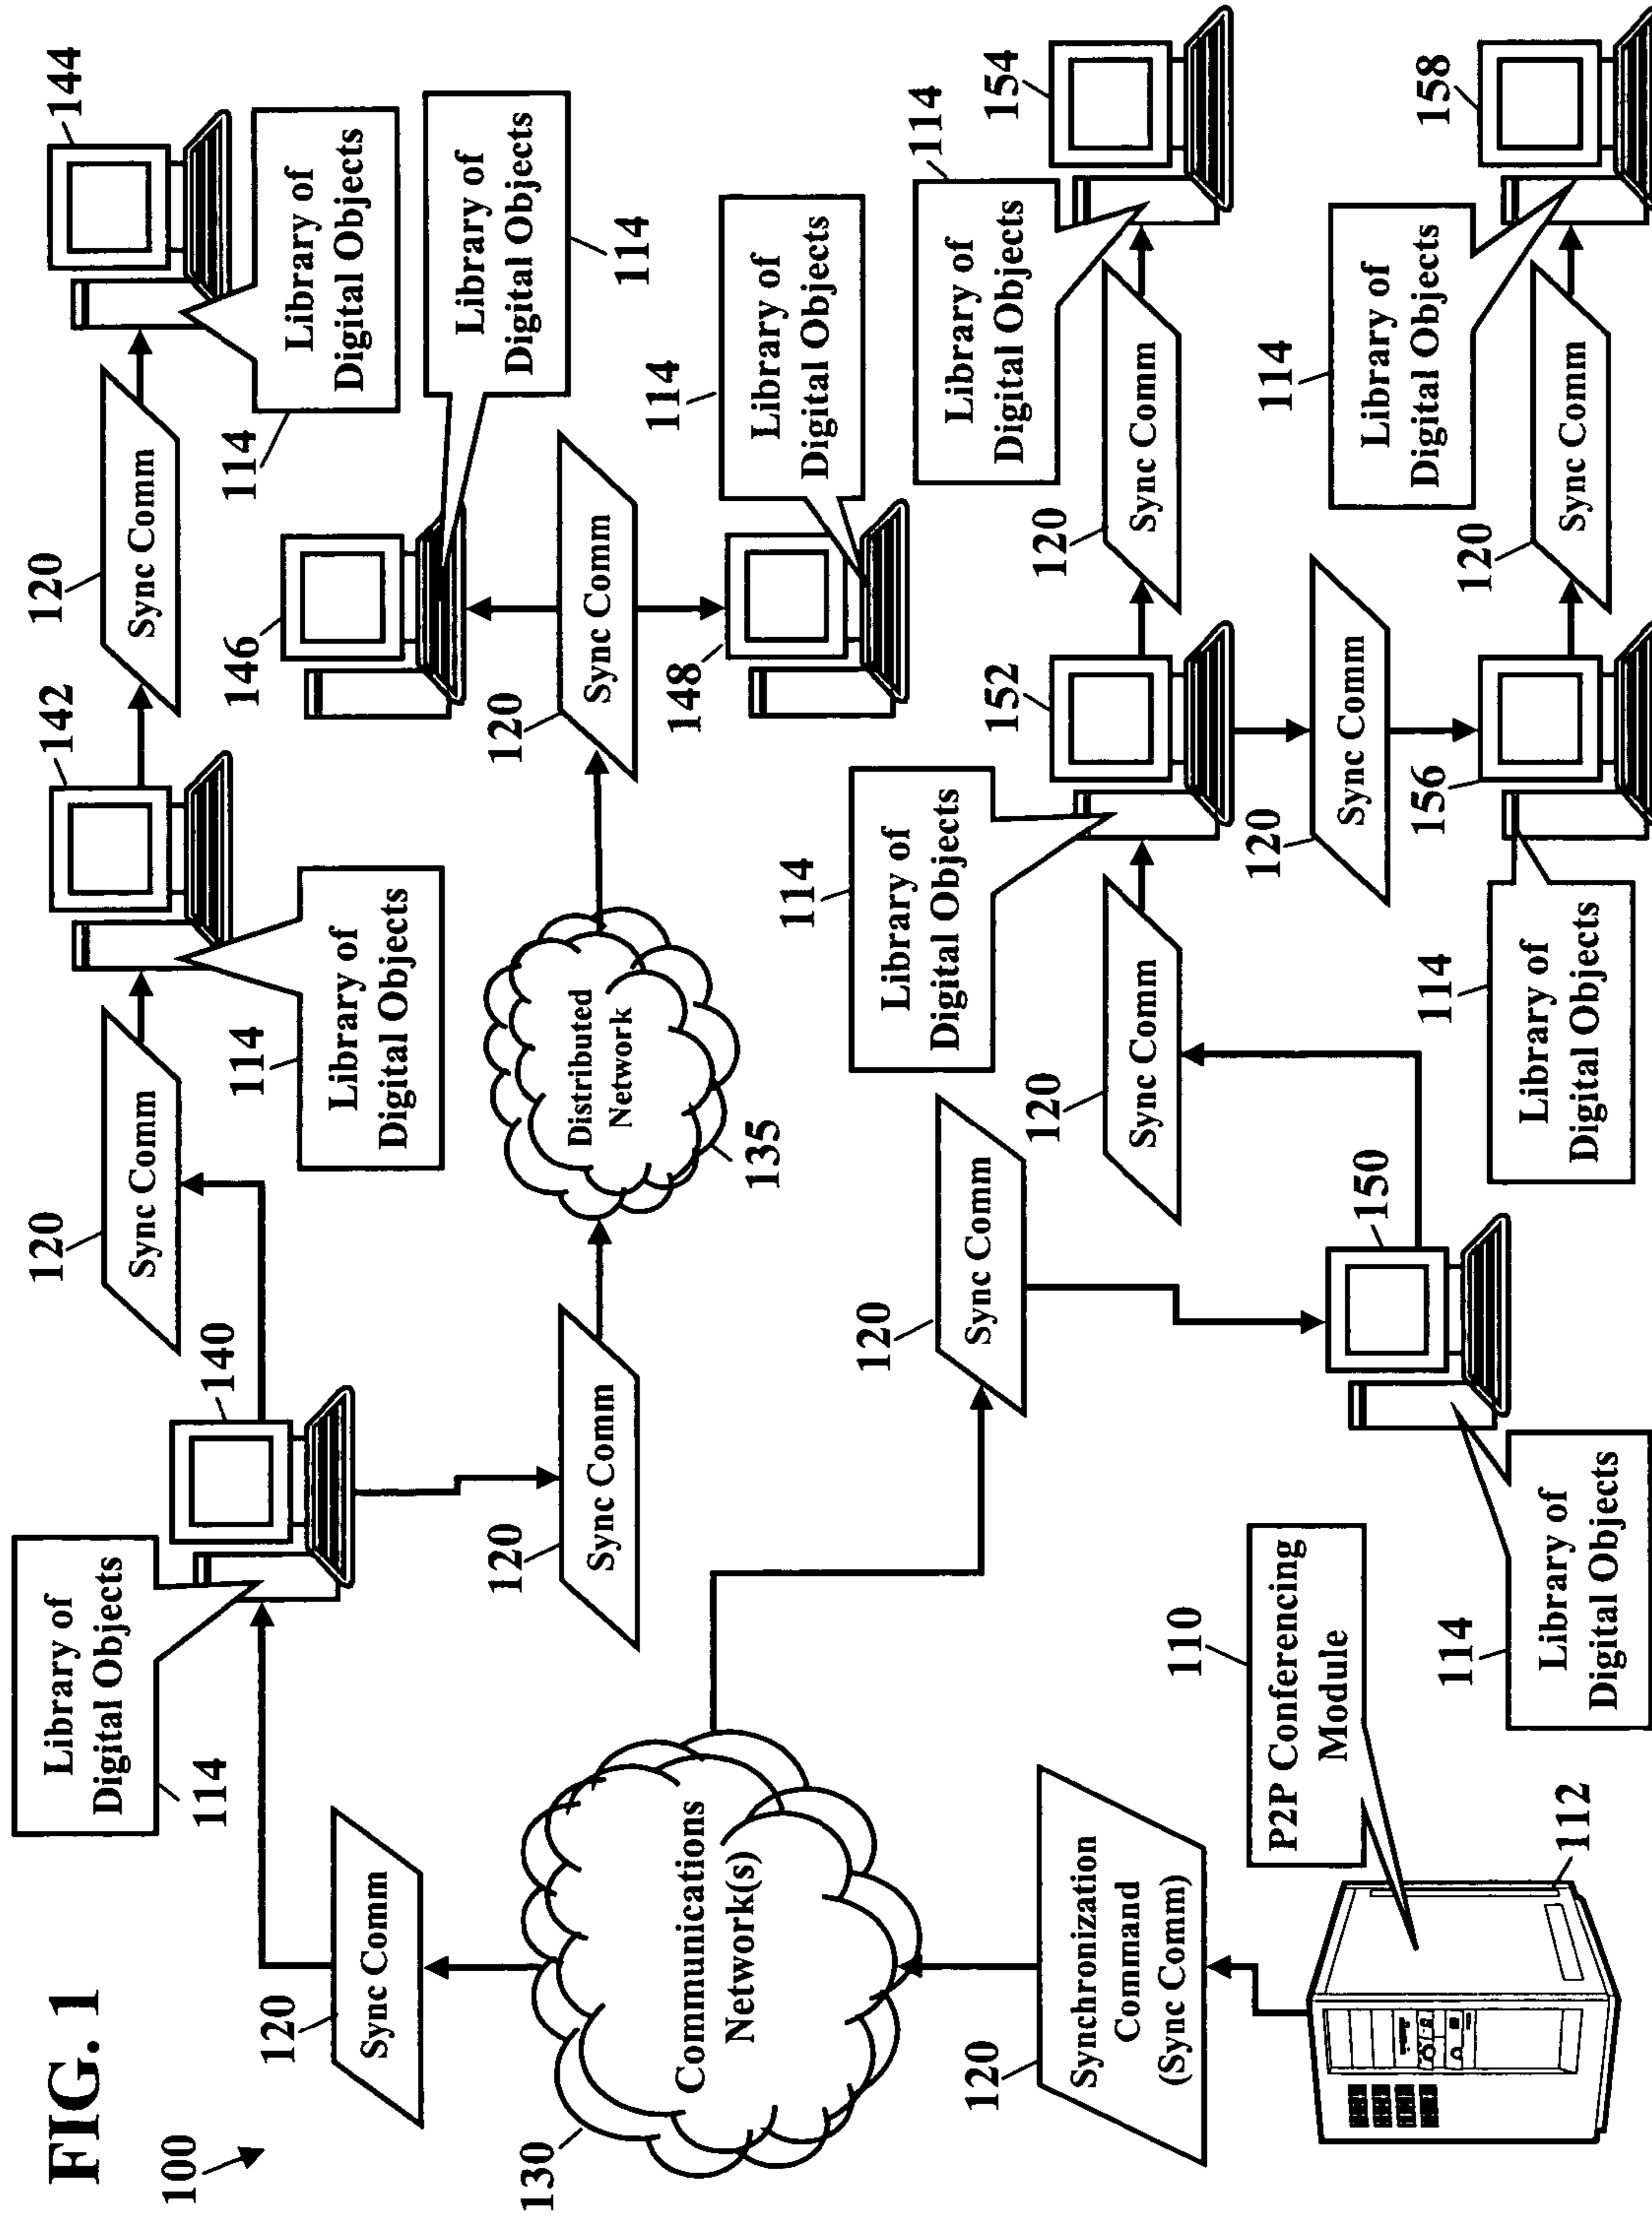 FIG. 1
100
Library of
Digital Objects
114
140
120
Sync Comm
142
120
Sync Comm
144
120
Sync Comm
114
Library of
Digital Objects
114
Library of
Digital Objects
146
Library of
Digital Objects
114
130
Communications
Network(s)
120
Sync Comm
Distributed
Network
135
120
Sync Comm
148
114
Library of
Digital Objects
120
Synchronization
Command
(Sync Comm)
120
Sync Comm
114
Library of
Digital Objects
120
Sync Comm
152
120
Sync Comm
114
Library of
Digital Objects
154
110
P2P Conferencing
Module
112
150
114
Library of
Digital Objects
120
Sync Comm
114
Library of
Digital Objects
156
120
Sync Comm
114
Library of
Digital Objects
158